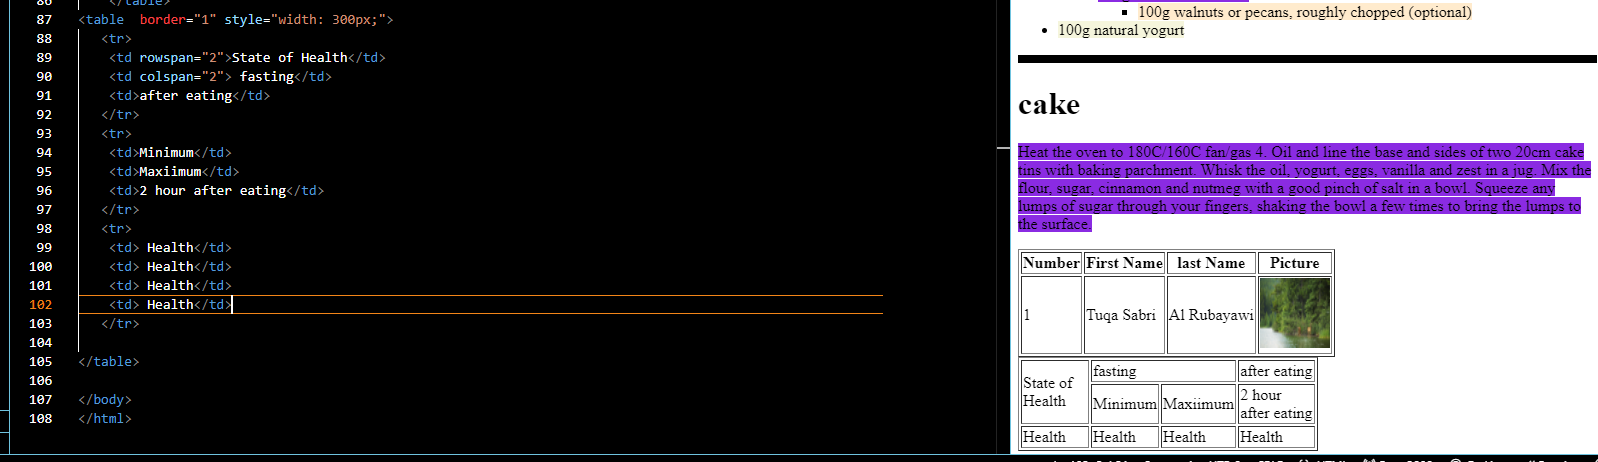 86 </table>
87 <table  border="1" style="width: 300px;">
88 <tr>
89 <td rowspan="2">State of Health</td>
90 <td colspan="2"> fasting</td>
91 <td>after eating</td>
92 </tr>
93 <tr>
94 <td>Minimum</td>
95 <td>Maxiimum</td>
96 <td>2 hour after eating</td>
97 </tr>
98 <tr>
99 <td> Health</td>
100 <td> Health</td>
101 <td> Health</td>
102 <td> Health</td>
103 </tr>
104
105 </table>
106
107 </body>
108 </html>
100g walnuts or pecans, roughly chopped (optional)
100g natural yogurt
cake
Heat the oven to 180C/160C fan/gas 4. Oil and line the base and sides of two 20cm cake
tins with baking parchment. Whisk the oil, yogurt, eggs, vanilla and zest in a jug. Mix the
flour, sugar, cinnamon and nutmeg with a good pinch of salt in a bowl. Squeeze any
lumps of sugar through your fingers, shaking the bowl a few times to bring the lumps to
the surface.
Number First Name last Name Picture
1 Tuqa Sabri Al Rubayawi
State of Health fasting after eating
Minimum Maxiimum 2 hour after eating
Health Health Health Health